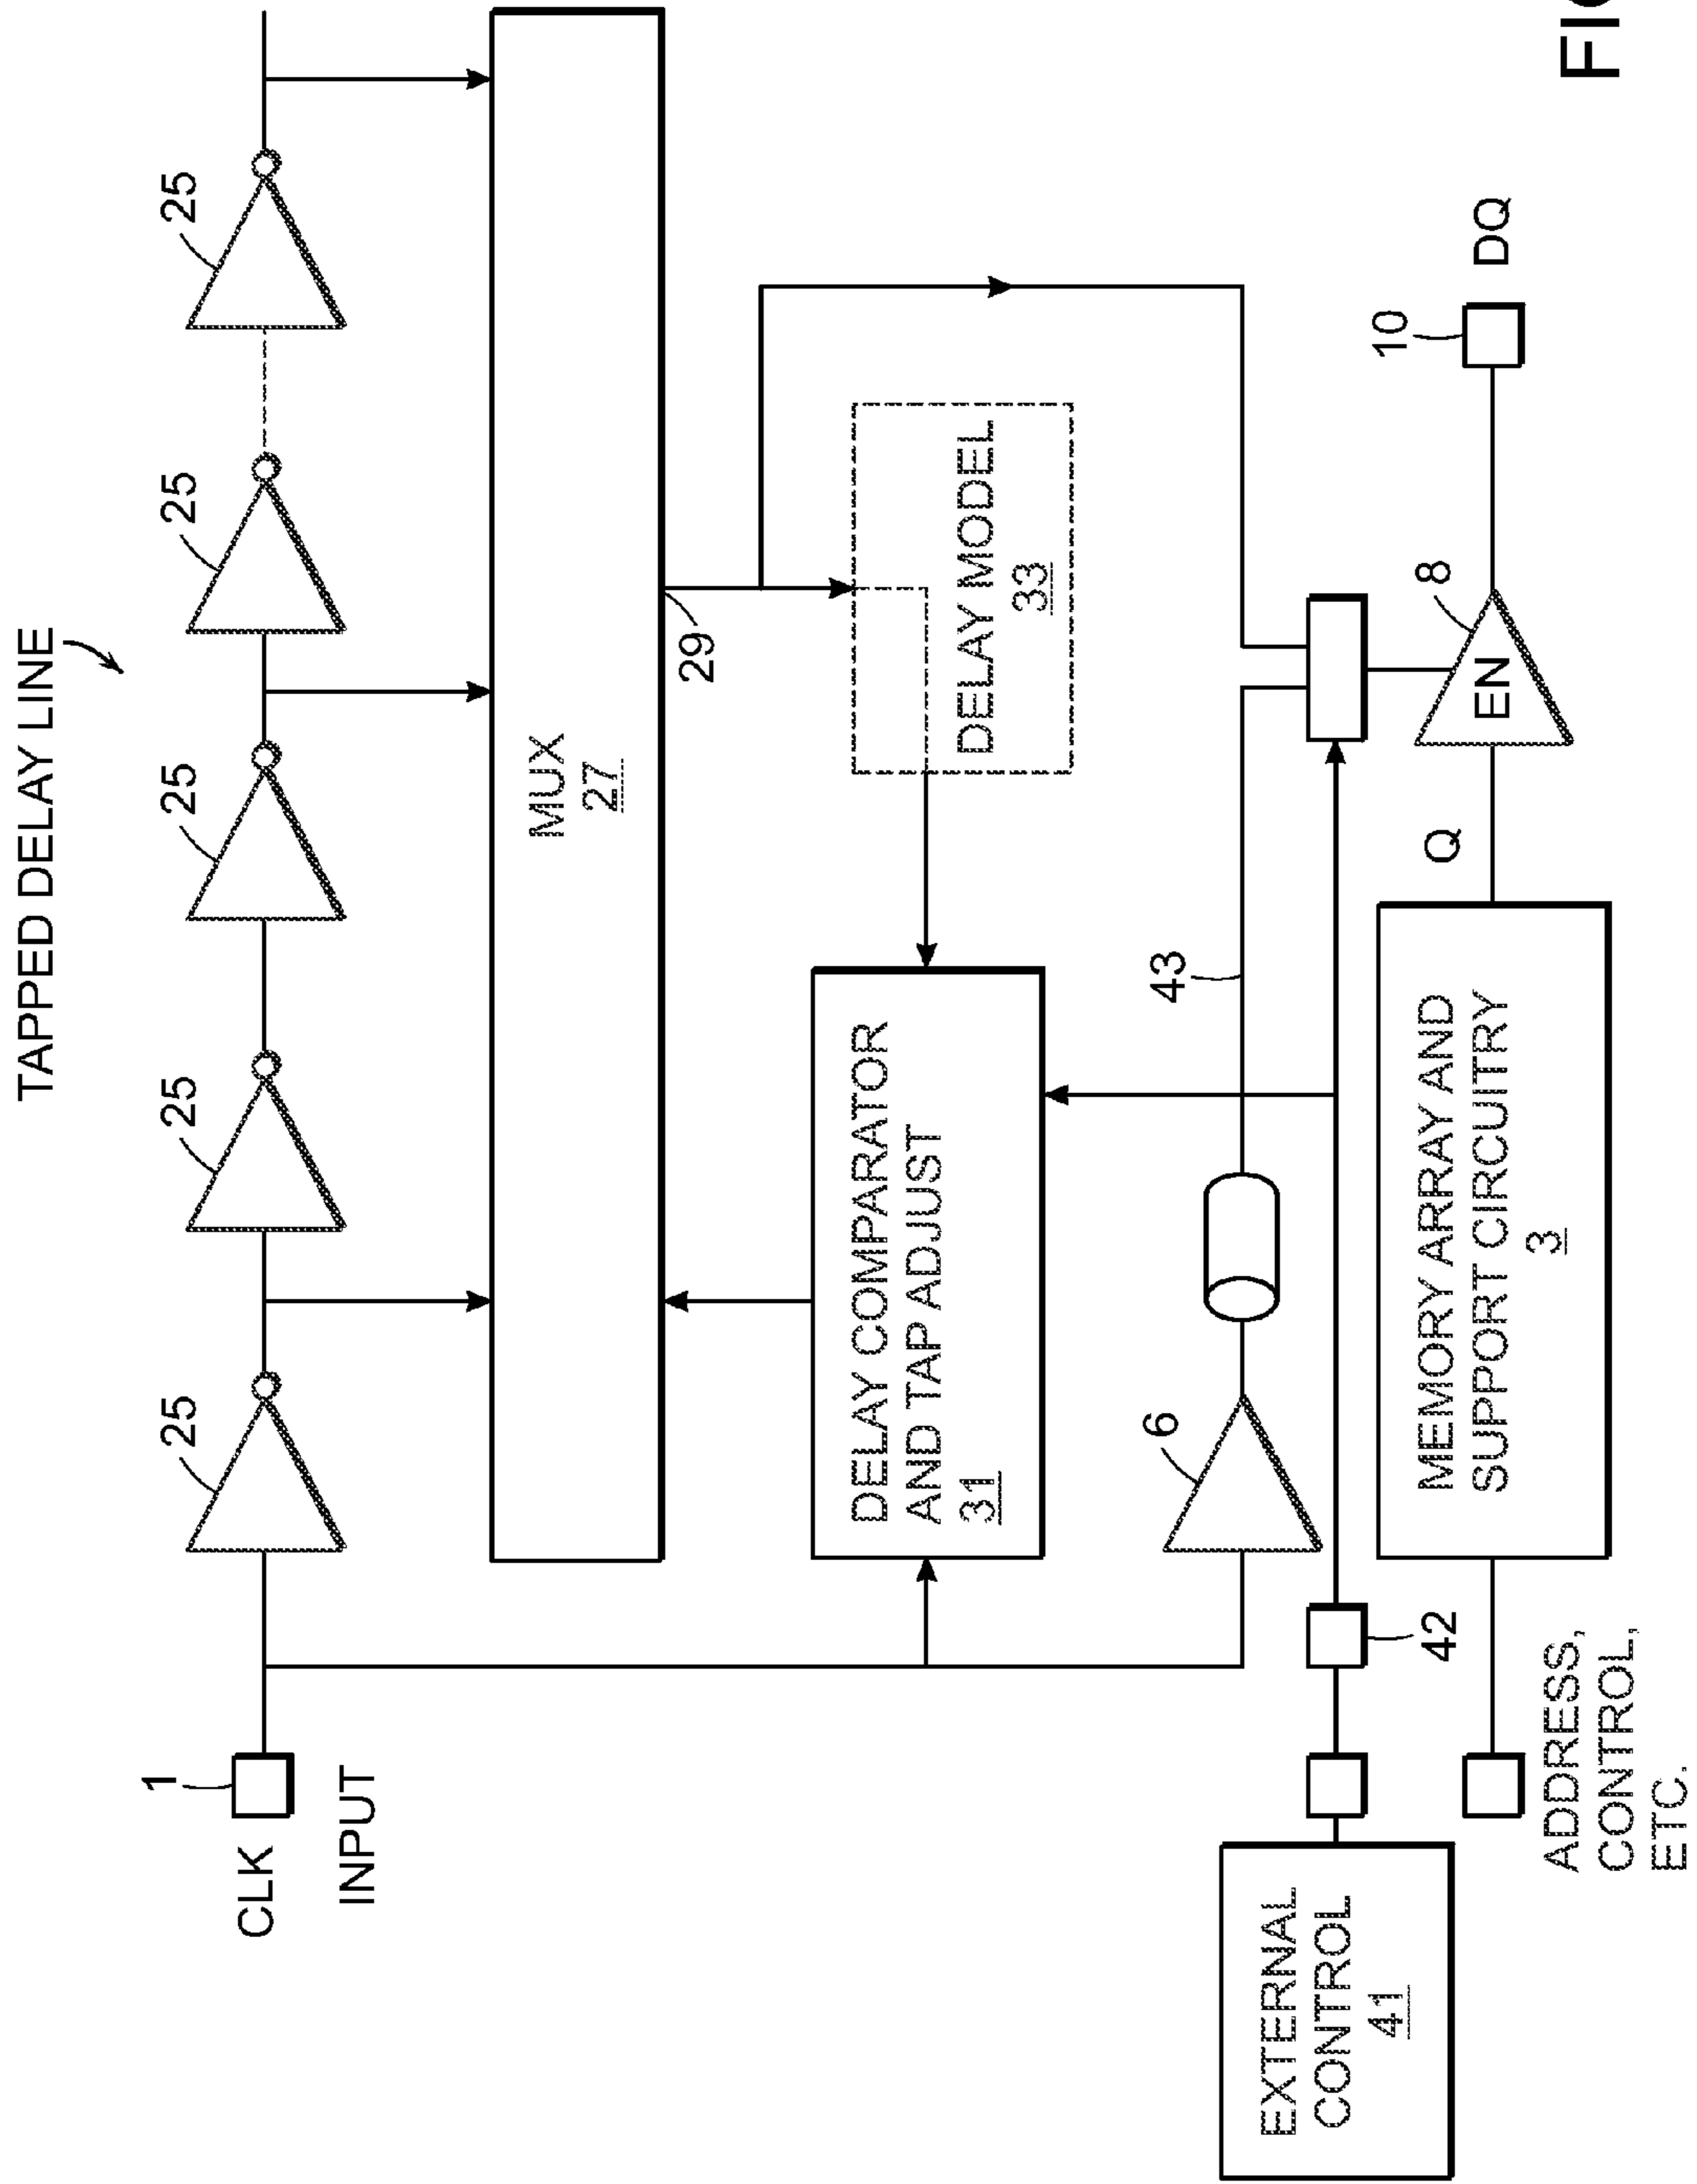 TAPPED DELAY LINE
25
25
25
25
25
1
CLK
INPUT
MUX
27
29
DELAY COMPARATOR
AND TAP ADJUST
31
DELAY MODEL
33
6
43
EXTERNAL
CONTROL
41
42
MEMORY ARRAY AND
SUPPORT CIRCUITRY
3
Q
EN
8
10
DQ
ADDRESS,
CONTROL,
ETC.